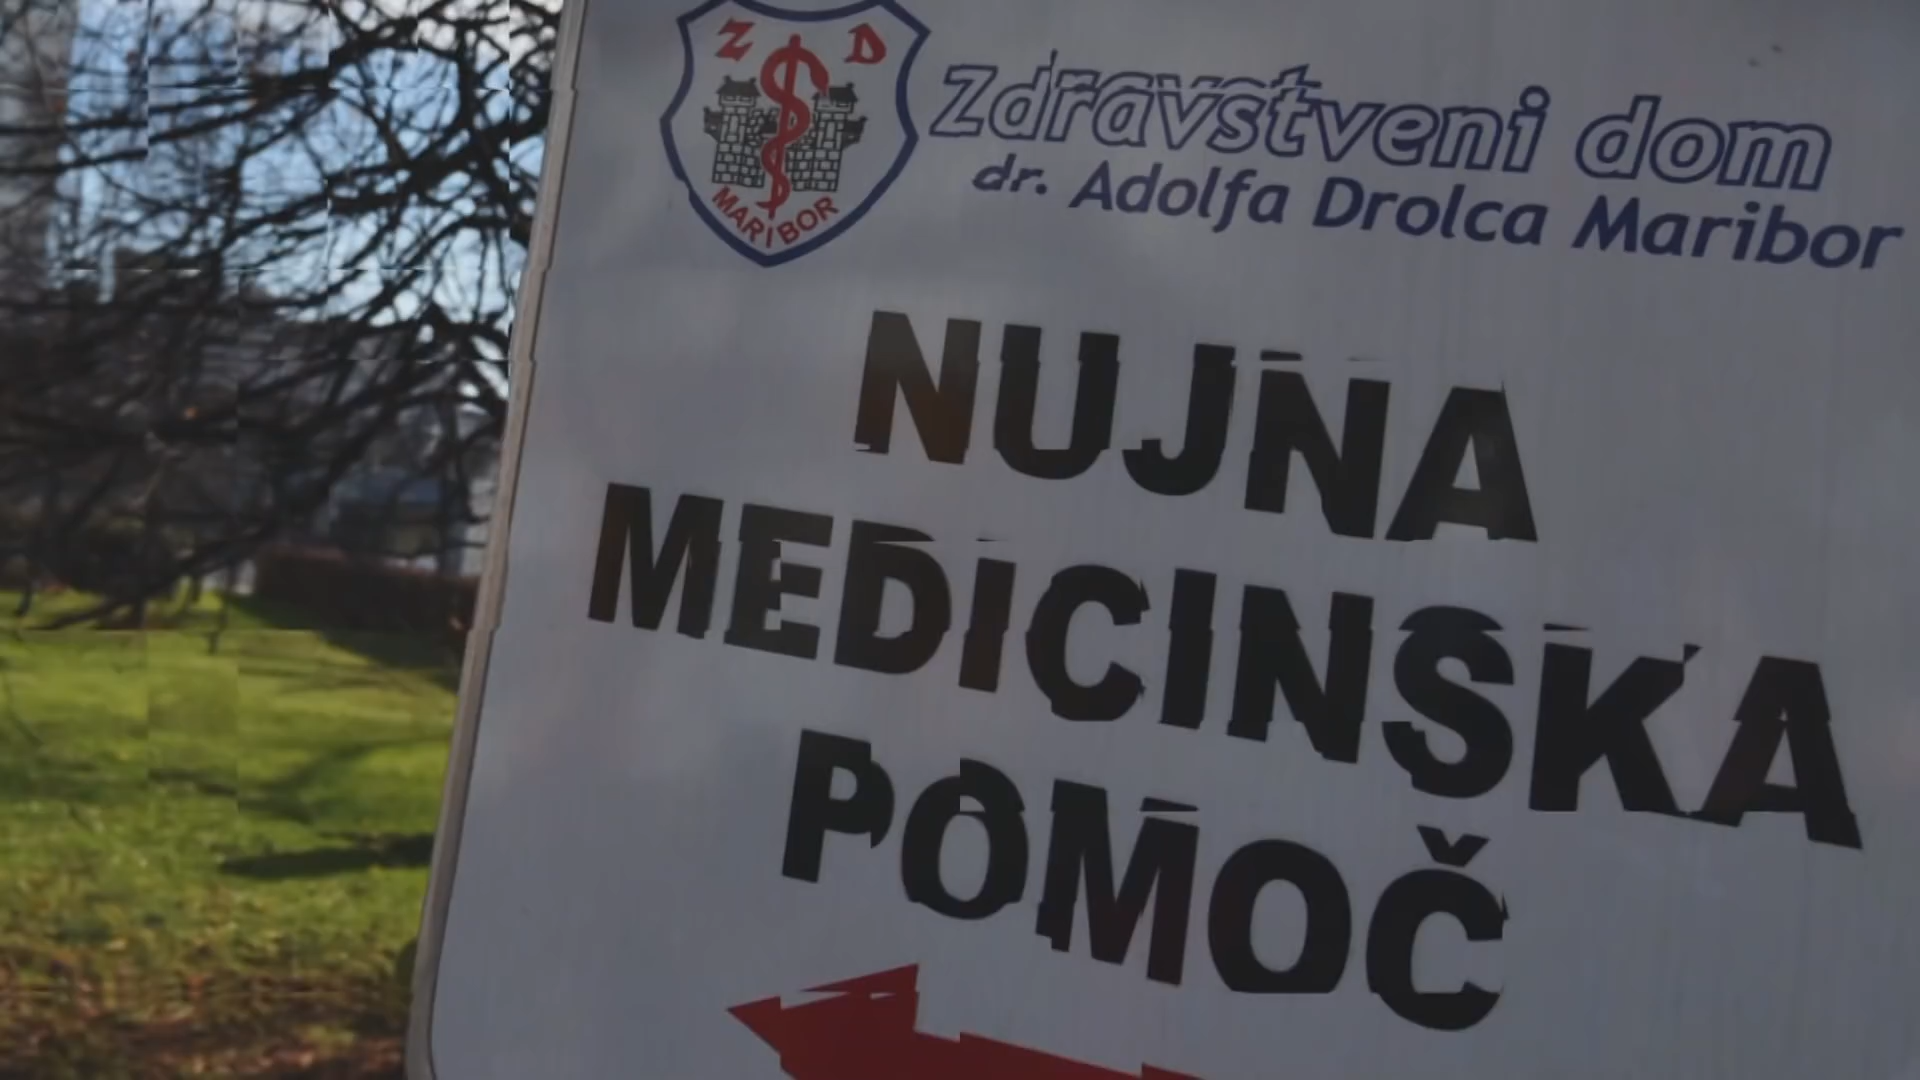 Z D
MARIBOR
Zdravstveni dom
dr. Adolfa Drolca Maribor
NUJNA
MEDICINSKA
POMOČ